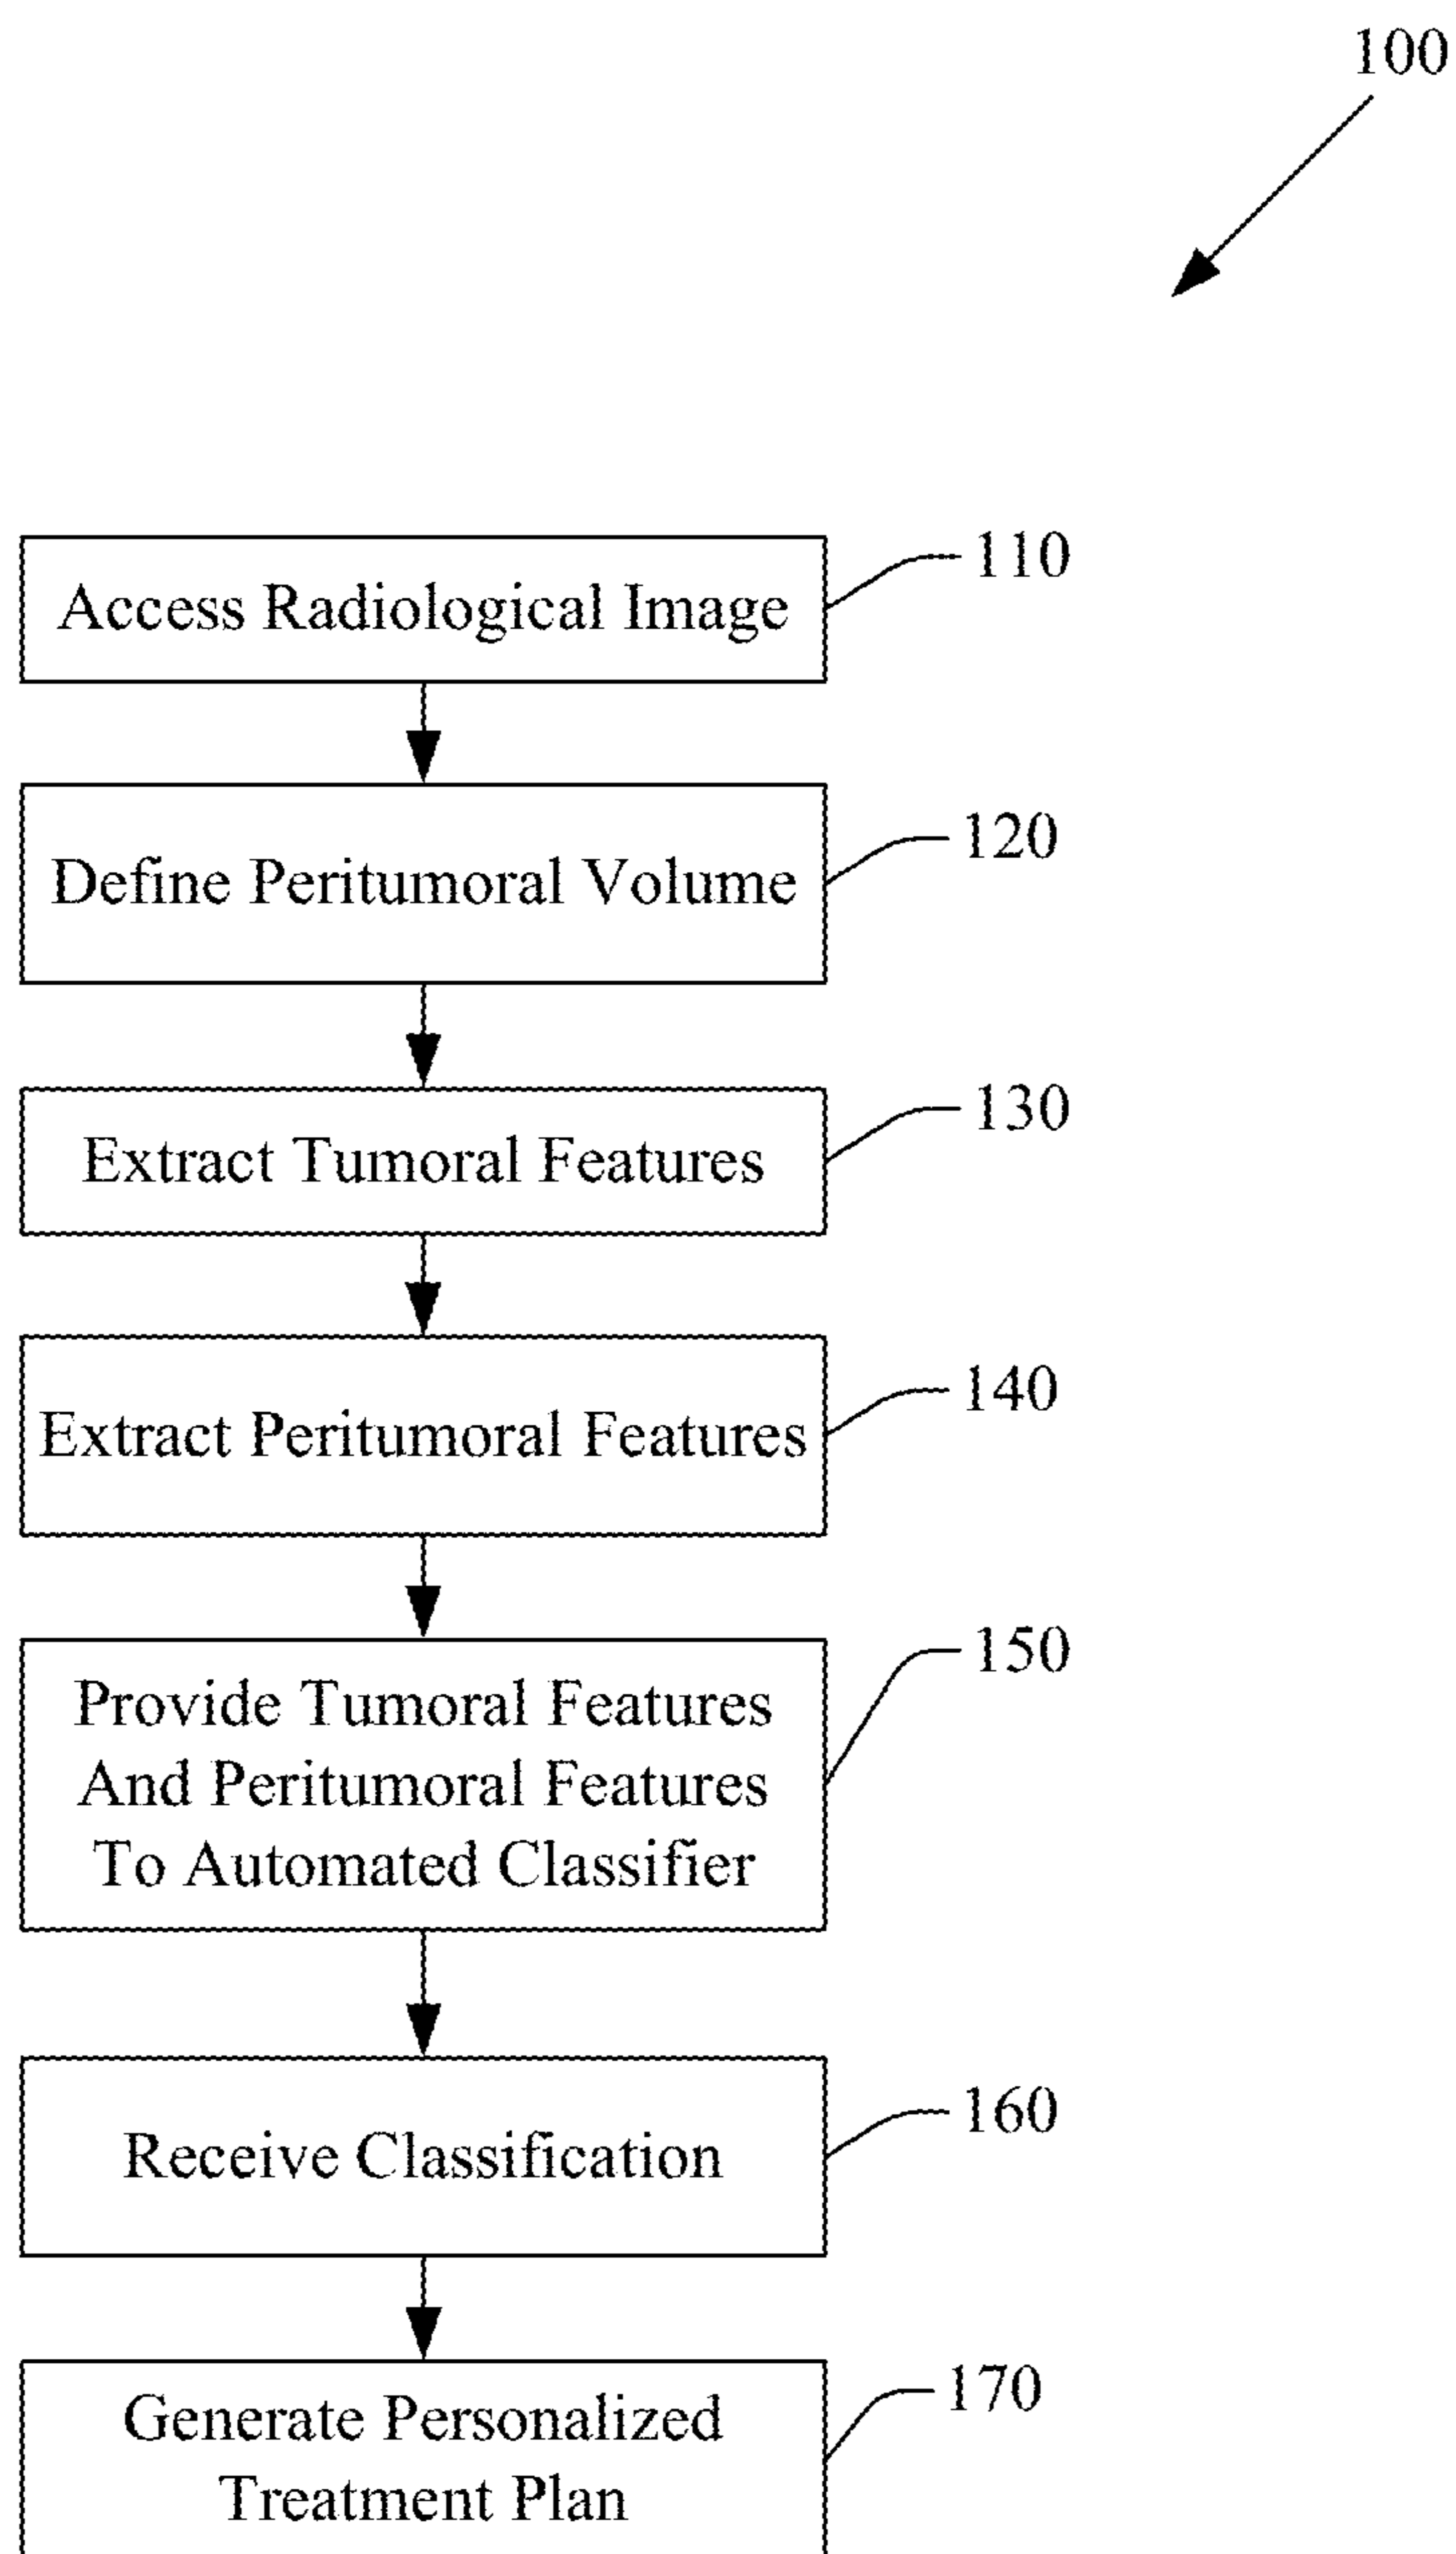 100
Access Radiological Image
110
Define Peritumoral Volume
120
Extract Tumoral Features
130
Extract Peritumoral Features
140
Provide Tumoral Features
And Peritumoral Features
To Automated Classifier
150
Receive Classification
160
Generate Personalized
Treatment Plan
170